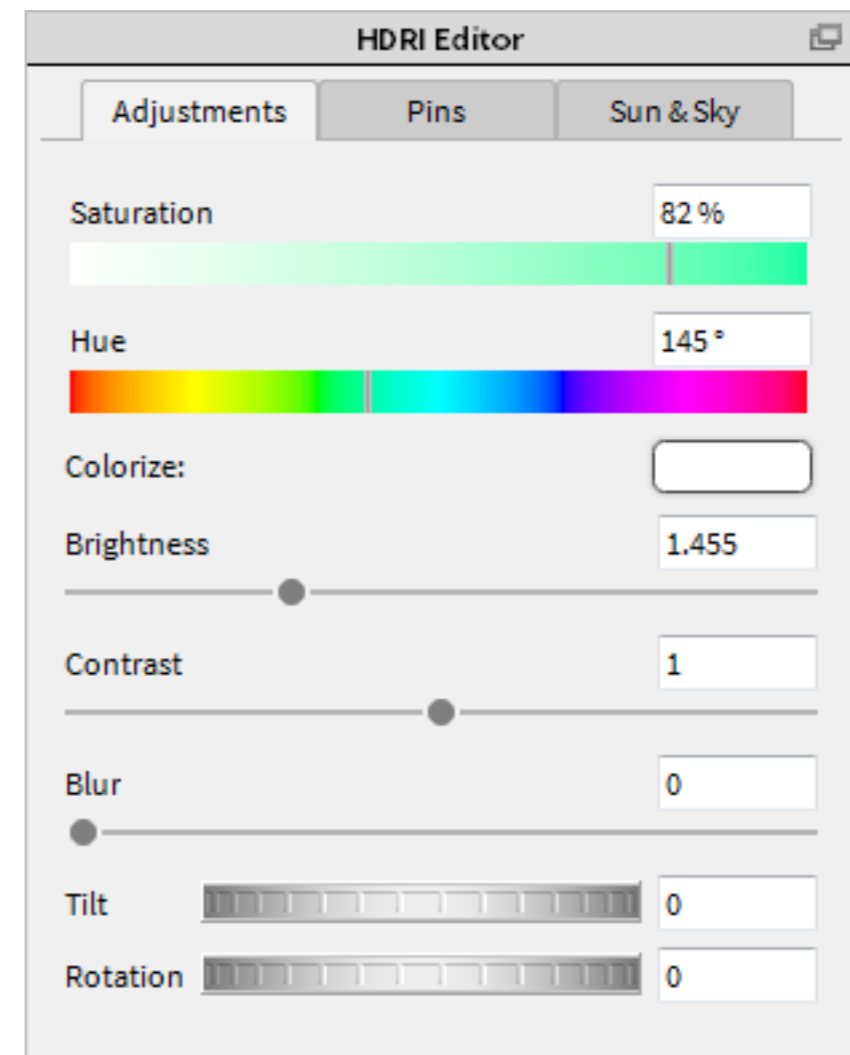 HDRI Editor
Adjustments Pins Sun & Sky
Saturation 82 %
Hue 145 °
Colorize:
Brightness 1.455
Contrast 1
Blur 0
Tilt 0
Rotation 0